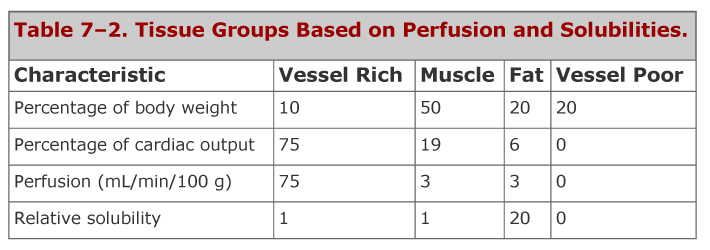 Table 7–2. Tissue Groups Based on Perfusion and Solubilities.
Characteristic Vessel Rich Muscle Fat Vessel Poor
Percentage of body weight 10 50 20 20
Percentage of cardiac output 75 19 6 0
Perfusion (mL/min/100 g) 75 3 3 0
Relative solubility 1 1 20 0